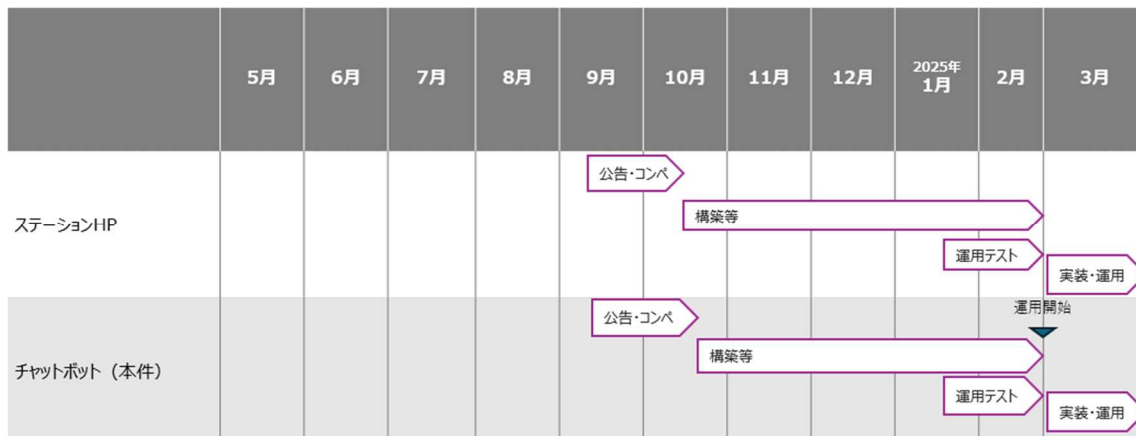 5月
6月
7月
8月
9月
10月
11月
12月
2025年
1月
2月
3月
ステーションHP
公告・コンペ
構築等
運用テスト
実装・運用
チャットボット（本件）
公告・コンペ
運用開始
構築等
運用テスト
実装・運用